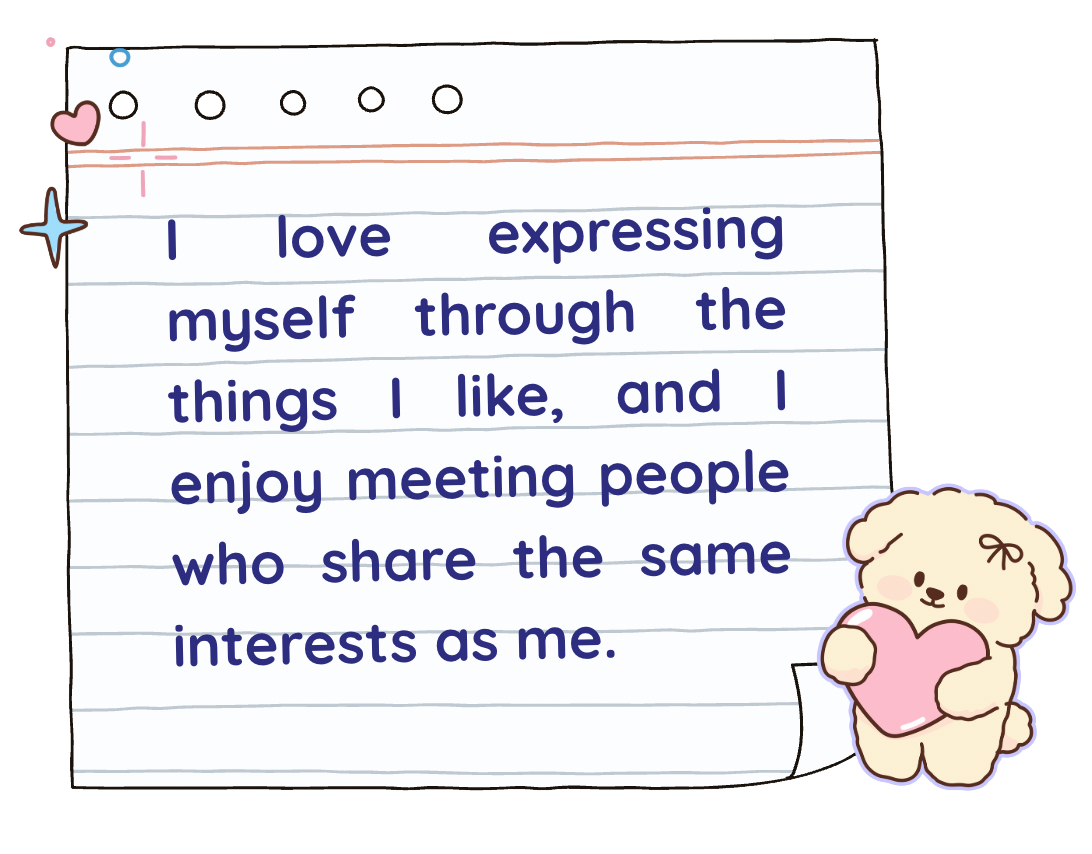 I love expressing
myself through the
things I like, and I
enjoy meeting people
who share the same
interests as me.